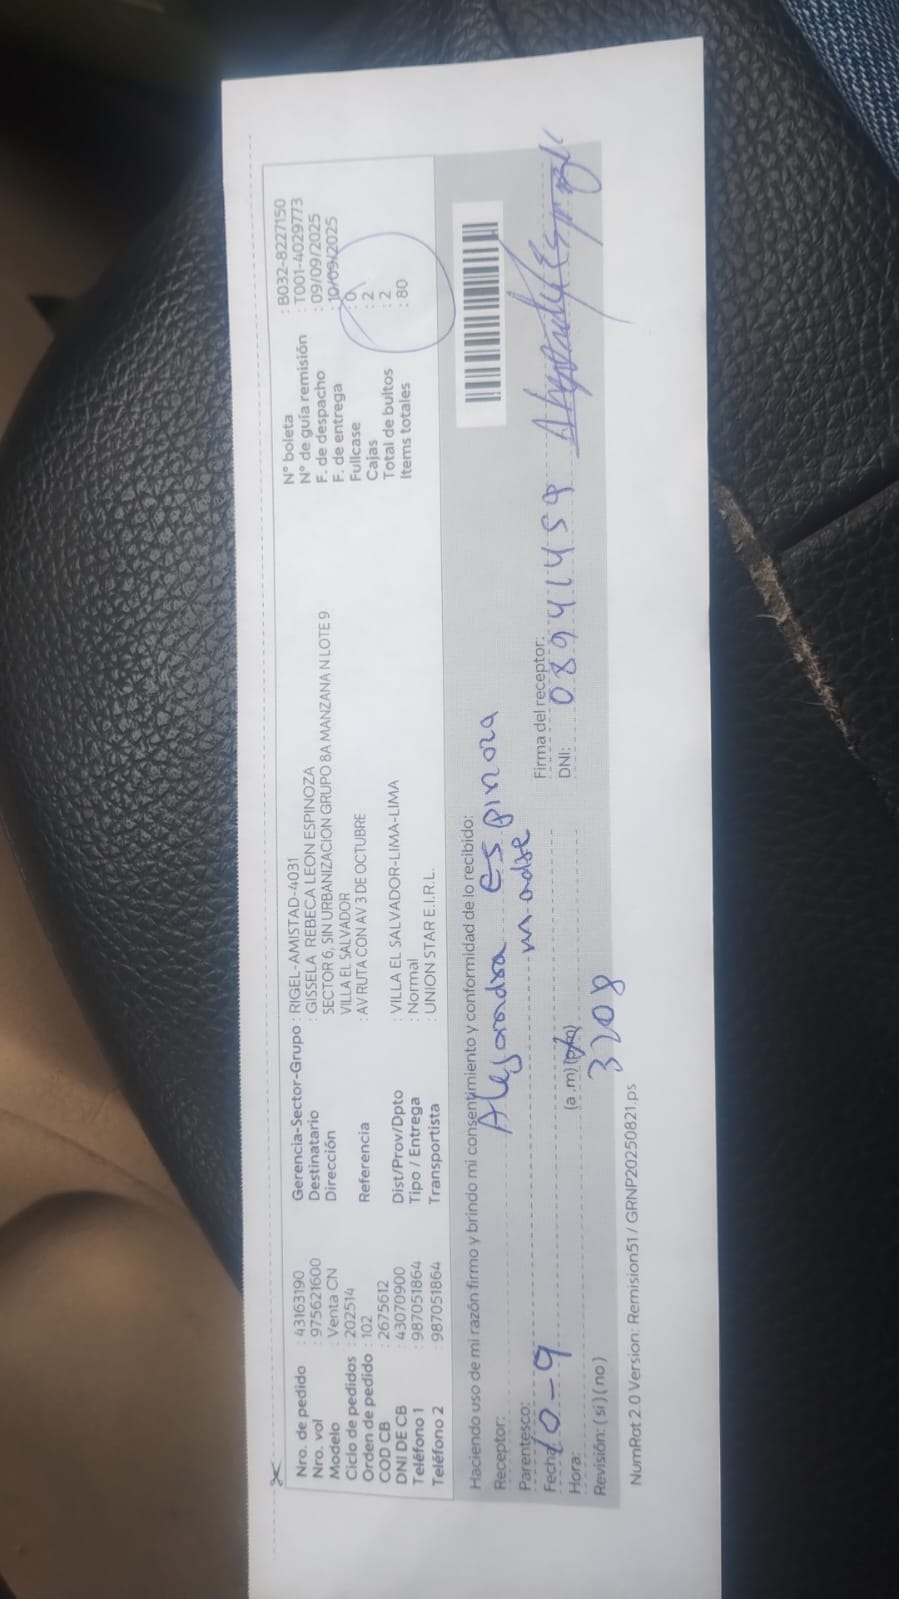 Nro. de pedido : 43163190
Nro. vol : 975621600
Modelo : Venta CN
Ciclo de pedidos : 202514
Orden de pedido : 102
COD CB : 2675612
DNI DE CB : 43070900
Teléfono 1 : 987051864
Teléfono 2 : 987051864
Gerencia-Sector-Grupo : RIGEL-AMISTAD-4031
Destinatario : GISSELA REBECA LEON ESPINOZA
Dirección SECTOR 6, SIN URBANIZACION GRUPO 8A MANZANA N LOTE 9
VILLA EL SALVADOR
Referencia : AV RUTA CON AV 3 DE OCTUBRE
Dist/Prov/Dpto : VILLA EL SALVADOR-LIMA-LIMA
Tipo / Entrega : Normal
Transportista : UNION STAR E.I.R.L.
N° boleta : B032-8227150
N° de guía remisión : T001-4029773
F. de despacho : 09/09/2025
F. de entrega : 10/09/2025
Fullcase : 0
Cajas : 2
Total de bultos : 2
Items totales : 80
Haciendo uso de mi razón firmo y brindo mi consentimiento y conformidad de lo recibido:
Receptor: Alejandra espinoza
Parentesco: madre
Firma del receptor:
Fecha 10-9
DNI: 08941459
Hora: (a .m) (p.m)
Revisión: ( si ) ( no ) 3208
NumRot 2.0 Version: Remision51 / GRNP20250821.ps